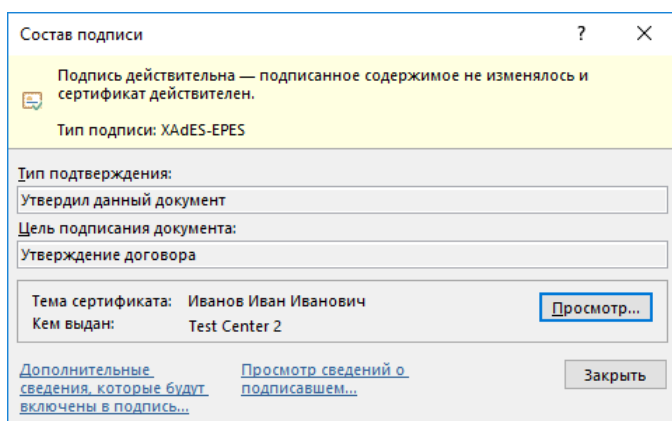 Состав подписи
?
Подпись действительна — подписанное содержимое не изменялось и
сертификат действителен.
Тип подписи: XAdES-EPES
Тип подтверждения:
Утвердил данный документ
Цель подписания документа:
Утверждение договора
Тема сертификата: Иванов Иван Иванович
Просмотр...
Кем выдан: Test Center 2
Дополнительные
сведения, которые будут
включены в подпись...
Просмотр сведений о
подписавшем...
Закрыть